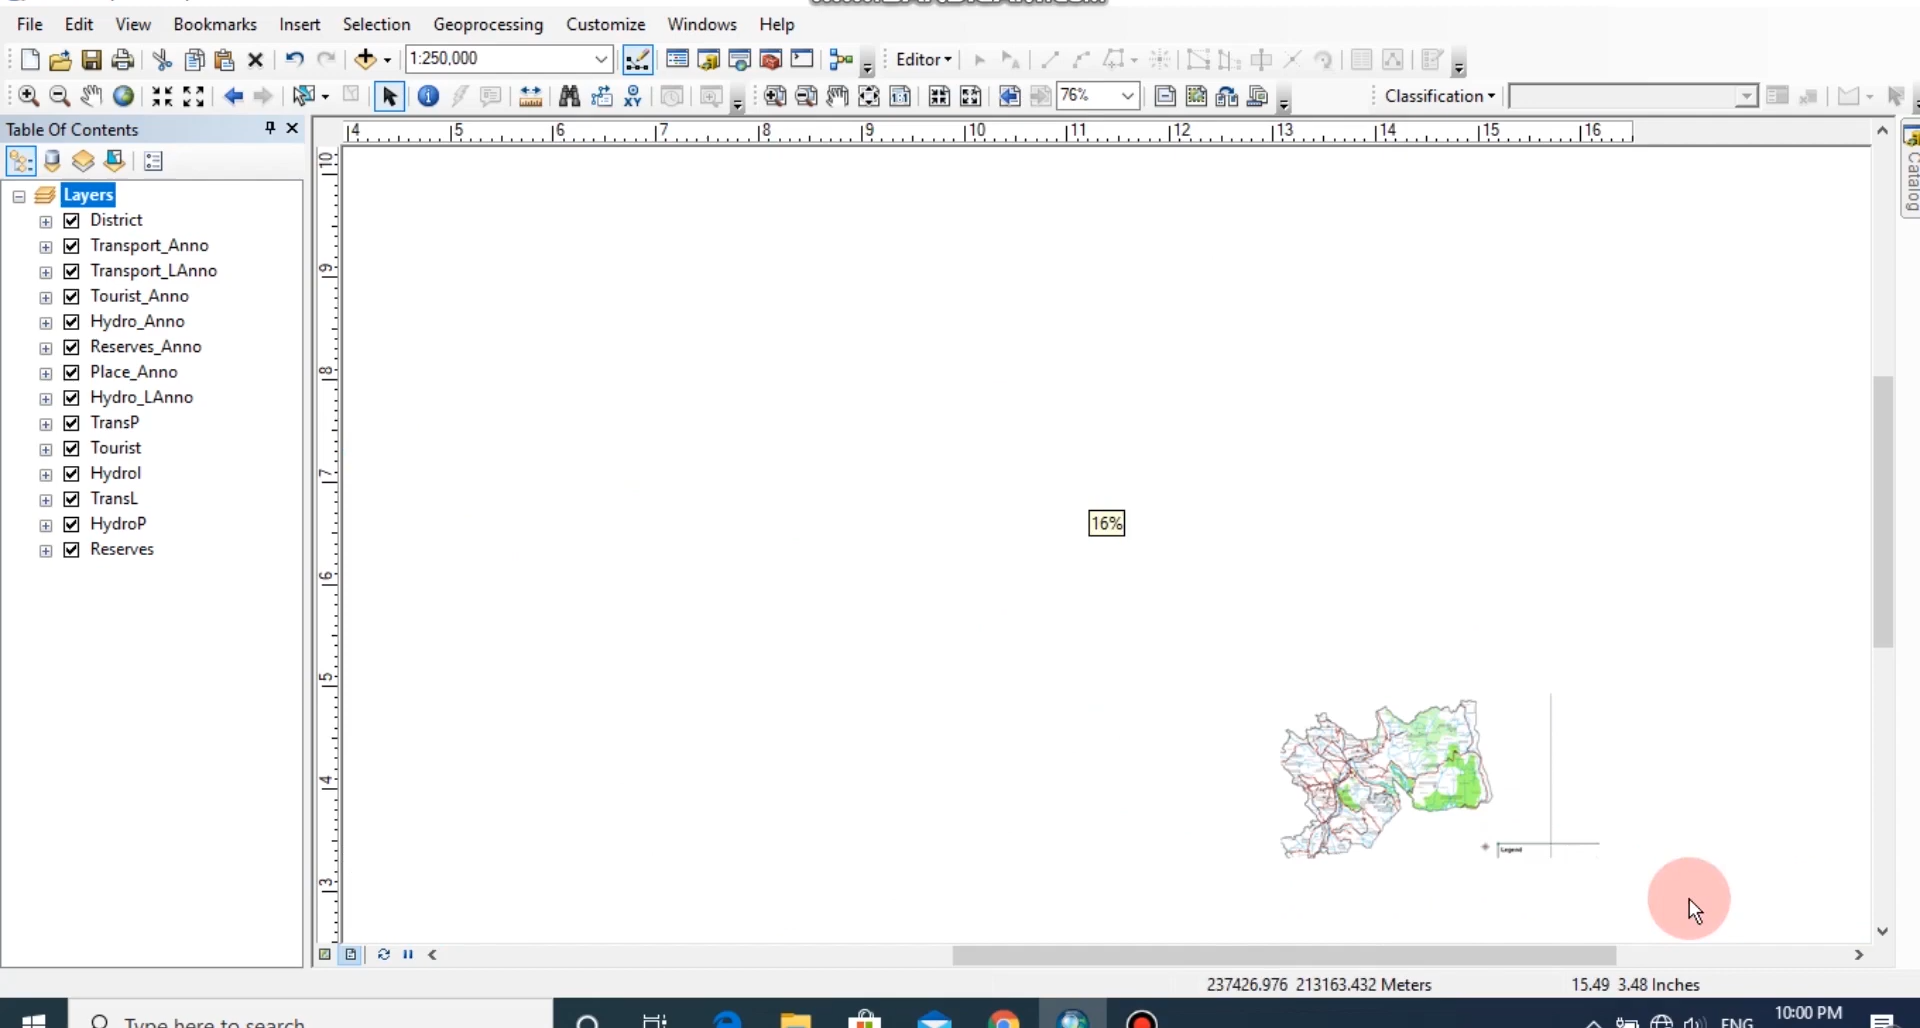 File Edit View Bookmarks Insert Selection Geoprocessing Customize Windows Help
1:250,000 Editor
76% Classification
Table Of Contents
4 5 6 7 8 9 10 11 12 13 14 15 16
Layers
District
Transport_Anno
Transport_LAnno
Tourist_Anno
Hydro_Anno
Reserves_Anno
Place_Anno
Hydro_LAnno
TransP
Tourist
Hydrol
TransL
HydroP
Reserves
10
9
8
7
6
5
4
3
16%
Legend
Catalog
237426.976 213163.432 Meters 15.49 3.48 Inches
Type here to search
ENG 10:00 PM